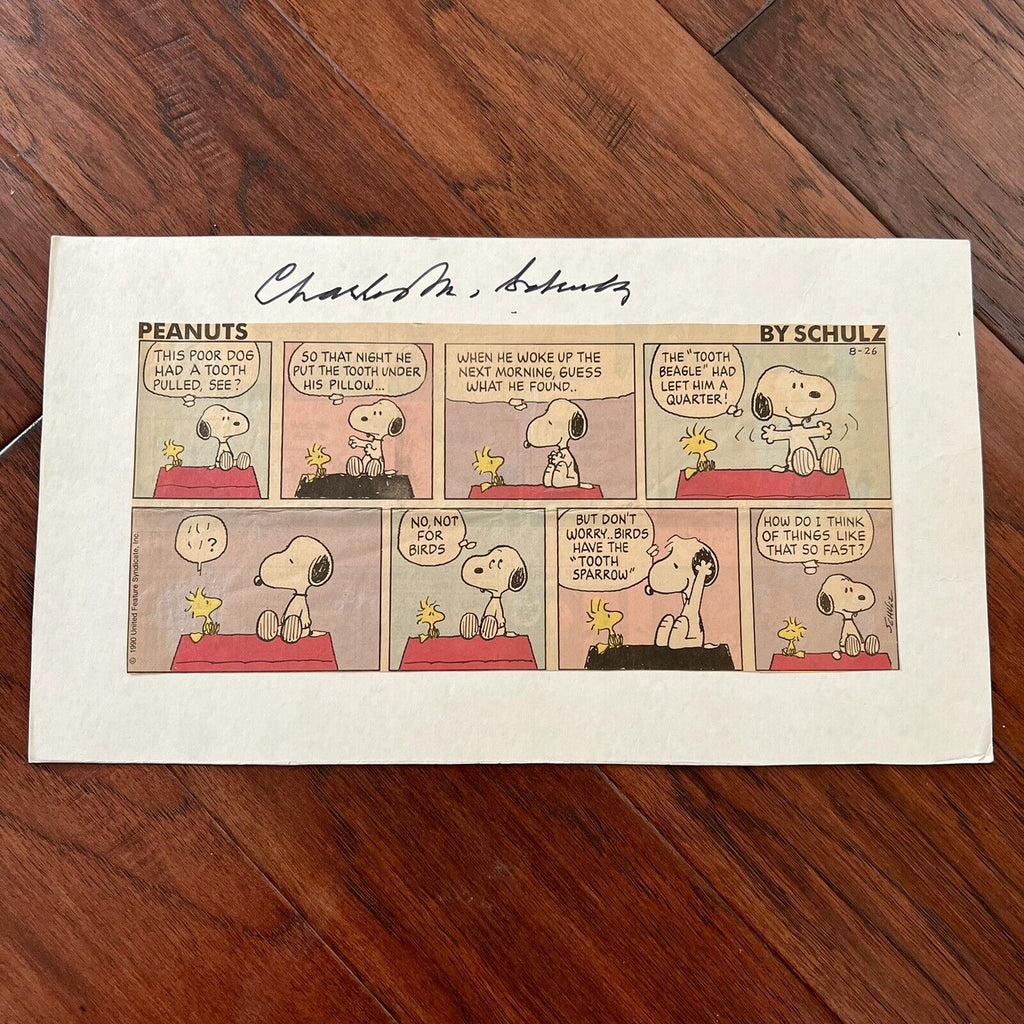 Charles M. Schulz
PEANUTS
BY SCHULZ
THIS POOR DOG
HAD A TOOTH
PULLED, SEE?
SO THAT NIGHT HE
PUT THE TOOTH UNDER
HIS PILLOW...
WHEN HE WOKE UP THE
NEXT MORNING, GUESS
WHAT HE FOUND..
THE "TOOTH
BEAGLE" HAD
LEFT HIM A
QUARTER!
8-26
?
NO, NOT
FOR
BIRDS
BUT DON'T
WORRY..BIRDS
HAVE THE
"TOOTH
SPARROW"
HOW DO I THINK
OF THINGS LIKE
THAT SO FAST?
SCHULZ
© 1990 United Feature Syndicate, Inc.